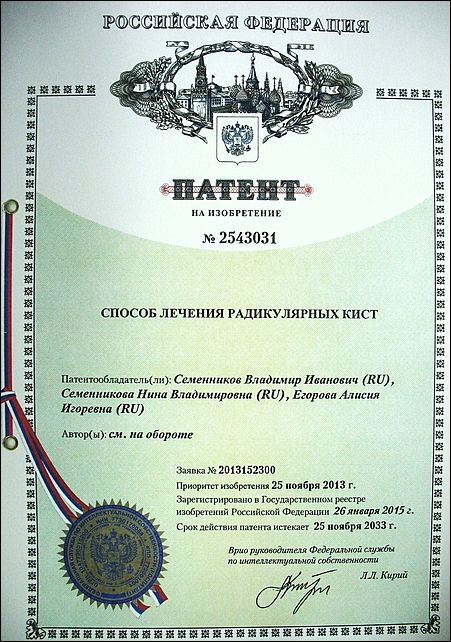 РОССИЙСКАЯ ФЕДЕРАЦИЯ
ПАТЕНТ
НА ИЗОБРЕТЕНИЕ
№ 2543031
СПОСОБ ЛЕЧЕНИЯ РАДИКУЛЯРНЫХ КИСТ
Патентообладатель(ли): Семенников Владимир Иванович (RU),
Семенникова Нина Владимировна (RU), Егорова Алисия
Игоревна (RU)
Автор(ы): см. на обороте
Заявка № 2013152300
Приоритет изобретения 25 ноября 2013 г.
Зарегистрировано в Государственном реестре
изобретений Российской Федерации 26 января 2015 г.
Срок действия патента истекает 25 ноября 2033 г.
Врио руководителя Федеральной службы
по интеллектуальной собственности
Л.Л. Кирий